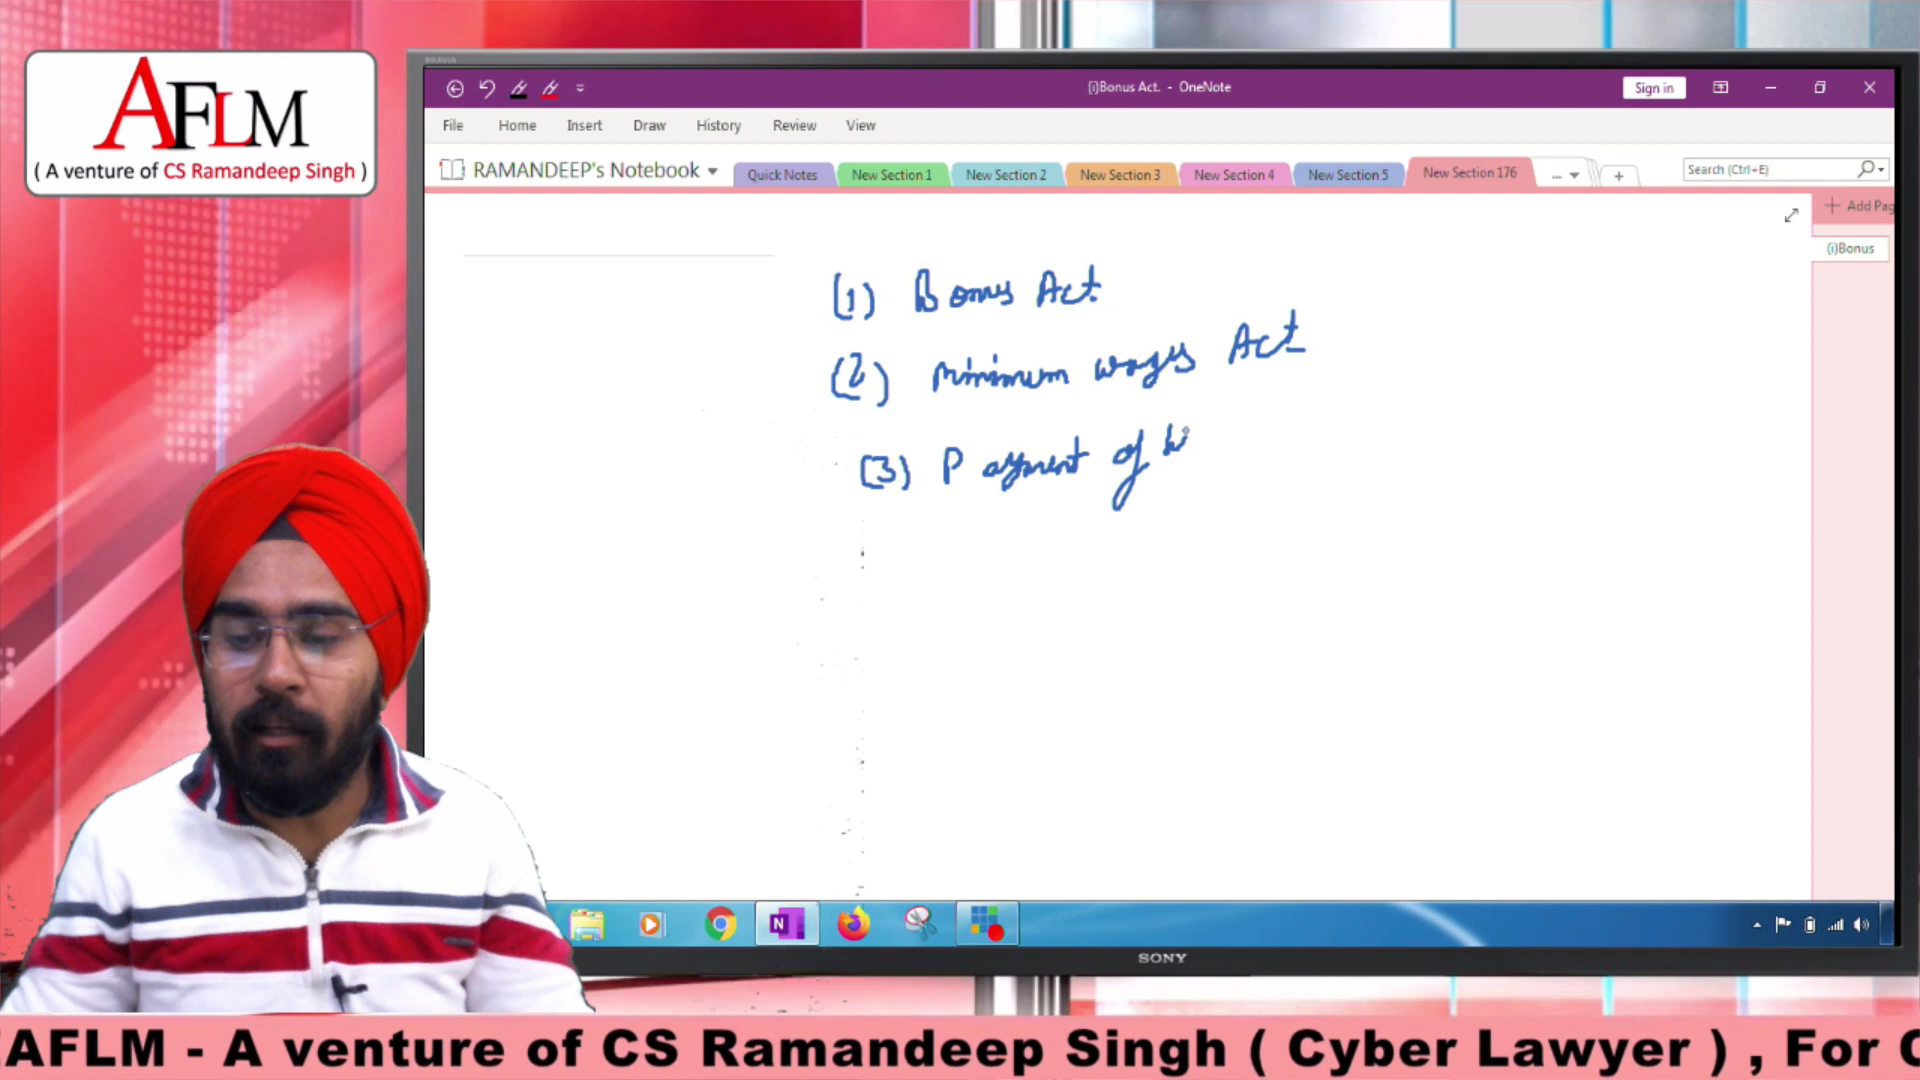 AFLM
( A venture of CS Ramandeep Singh )
BRAVIA
(i)Bonus Act. - OneNote
Sign in
File Home Insert Draw History Review View
RAMANDEEP's Notebook
Quick Notes New Section 1 New Section 2 New Section 3 New Section 4 New Section 5 New Section 176 ...
Search (Ctrl+E)
Add Pag
(i)Bonus
(1) Bonus Act
(2) Minimum wages Act
(3) Payment of
SONY
AFLM - A venture of CS Ramandeep Singh ( Cyber Lawyer ) , For